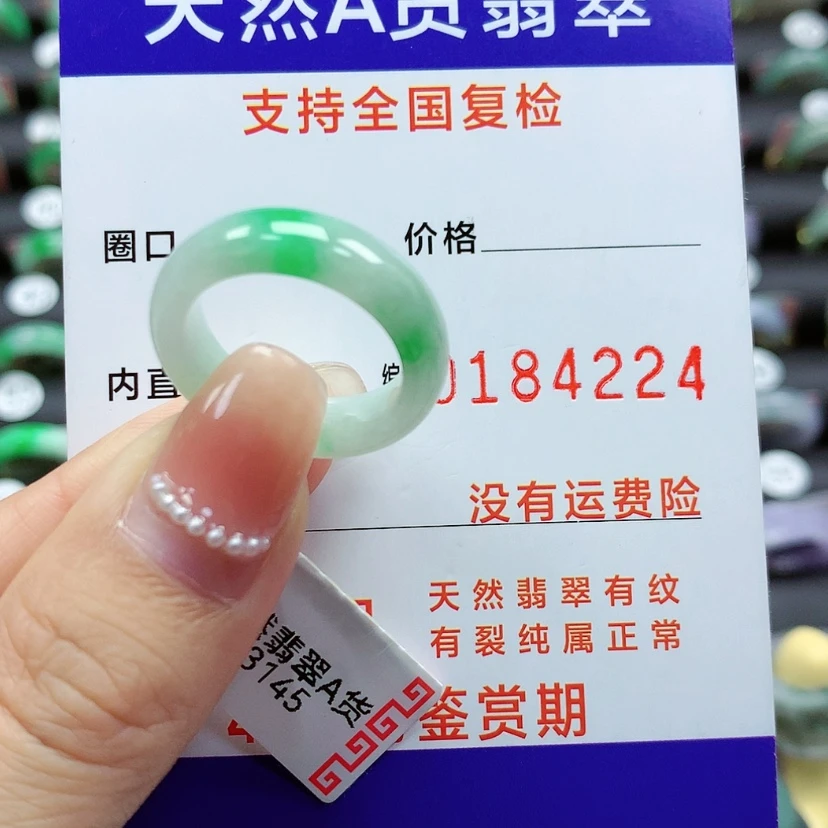 天然A货翡翠
支持全国复检
圈口
价格
内直
编
0184224
没有运费险
天然翡翠有纹
有裂纯属正常
鉴赏期
翡翠A货
3145